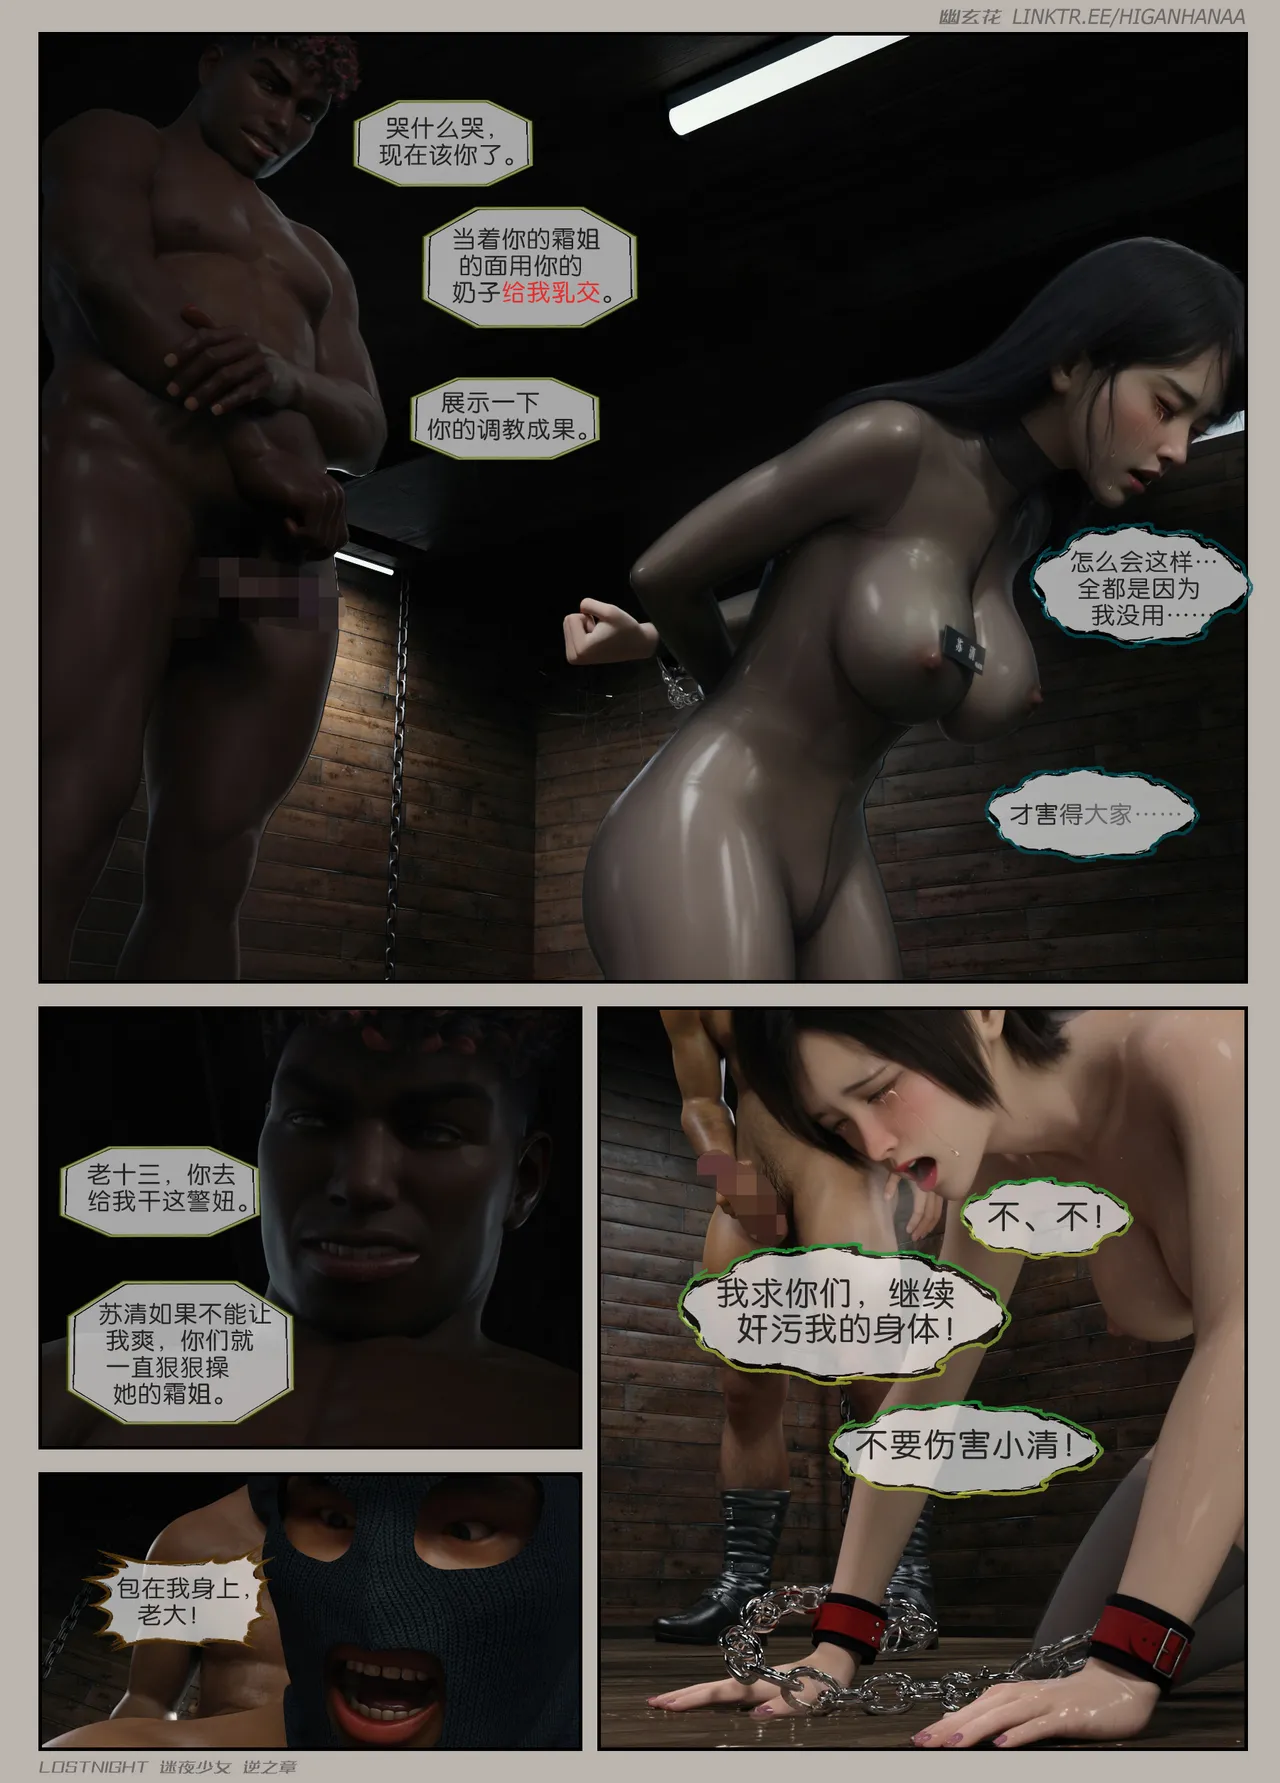 幽玄花 LINKTR.EE/HIGANHANAA
哭什么哭，
现在该你了。
当着你的霜姐
的面用你的
奶子给我乳交。
展示一下
你的调教成果。
怎么会这样…
全都是因为
我没用……
才害得大家……
老十三，你去
给我干这警妞。
苏清如果不能让
我爽，你们就
一直狠狠操
她的霜姐。
不、不！
我求你们，继续
奸污我的身体！
不要伤害小清！
包在我身上，
老大！
LOSTNIGHT 迷夜少女 逆之章